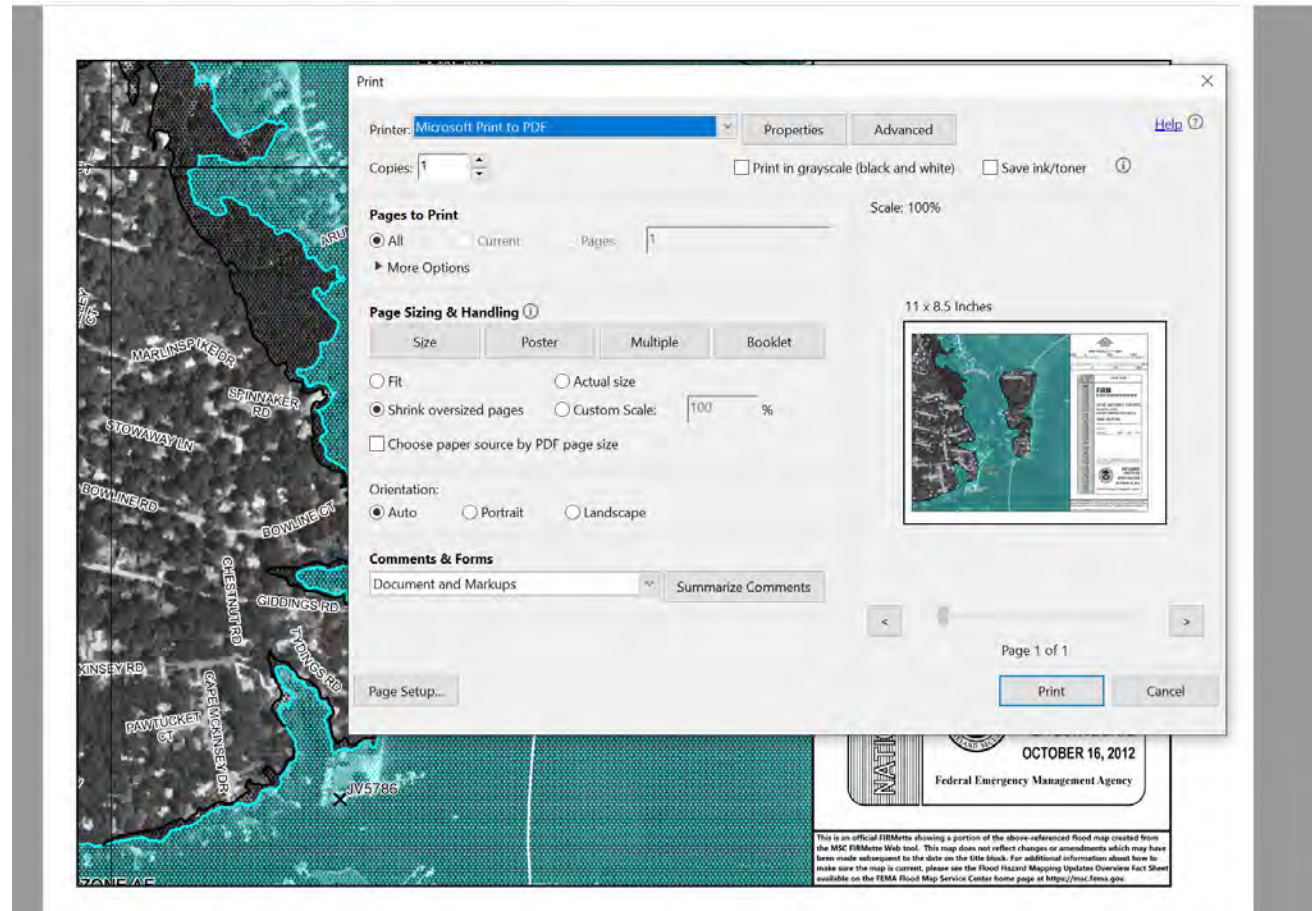 Print
Printer: Microsoft Print to PDF
Properties
Advanced
Help
Copies: 1
Print in grayscale (black and white)
Save ink/toner
Scale: 100%
Pages to Print
All
Current
Pages
1
More Options
Page Sizing & Handling
11 x 8.5 Inches
Size
Poster
Multiple
Booklet
Fit
Actual size
Shrink oversized pages
Custom Scale:
100
%
Choose paper source by PDF page size
Orientation:
Auto
Portrait
Landscape
Comments & Forms
Document and Markups
Summarize Comments
<
>
Page 1 of 1
Page Setup...
Print
Cancel
FIRM
MARLINSPIKE DR
SPINNAKER
RD
STOWAWAY LN
BOWLINE RD
BOWLINE CT
CHESTNUT RD
GIDDINGS RD
TYDINGS RD
KINSEY RD
CAPE MCKINSEY DR
PAWTUCKET
CT
JV5786
ZONE AE
NATI
OCTOBER 16, 2012
Federal Emergency Management Agency
This is an official FIRMette showing a portion of the above-referenced flood map created from
the MSC FIRMette Web tool. This map does not reflect changes or amendments which may have
been made subsequent to the date on the title block. For additional information about how to
make sure the map is current, please see the Flood Hazard Mapping Updates Overview Fact Sheet
available on the FEMA Flood Map Service Center home page at https://msc.fema.gov.